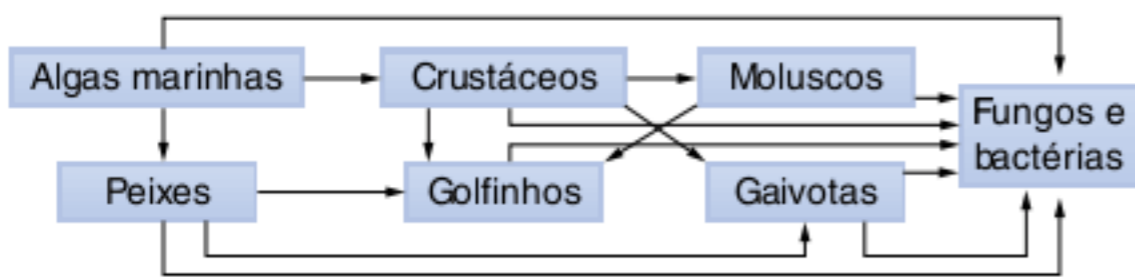 Algas marinhas
Crustáceos
Moluscos
Fungos e
bactérias
Peixes
Golfinhos
Gaivotas